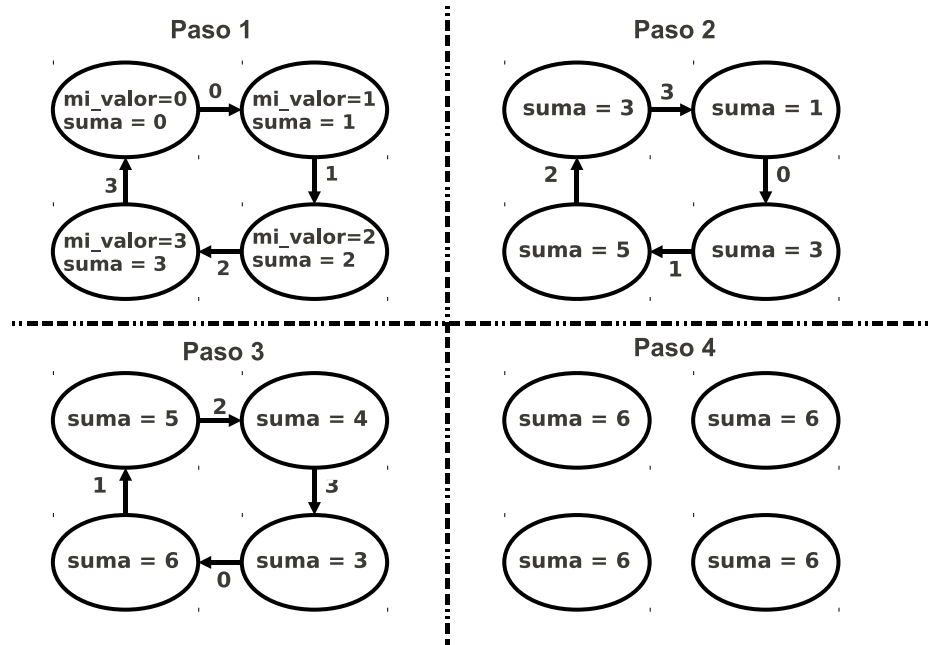 Paso 1
mi_valor=0
suma = 0
0
mi_valor=1
suma = 1
3
1
mi_valor=3
suma = 3
2
mi_valor=2
suma = 2
Paso 2
suma = 3
3
suma = 1
2
0
suma = 5
1
suma = 3
Paso 3
suma = 5
2
suma = 4
1
3
suma = 6
0
suma = 3
Paso 4
suma = 6
suma = 6
suma = 6
suma = 6